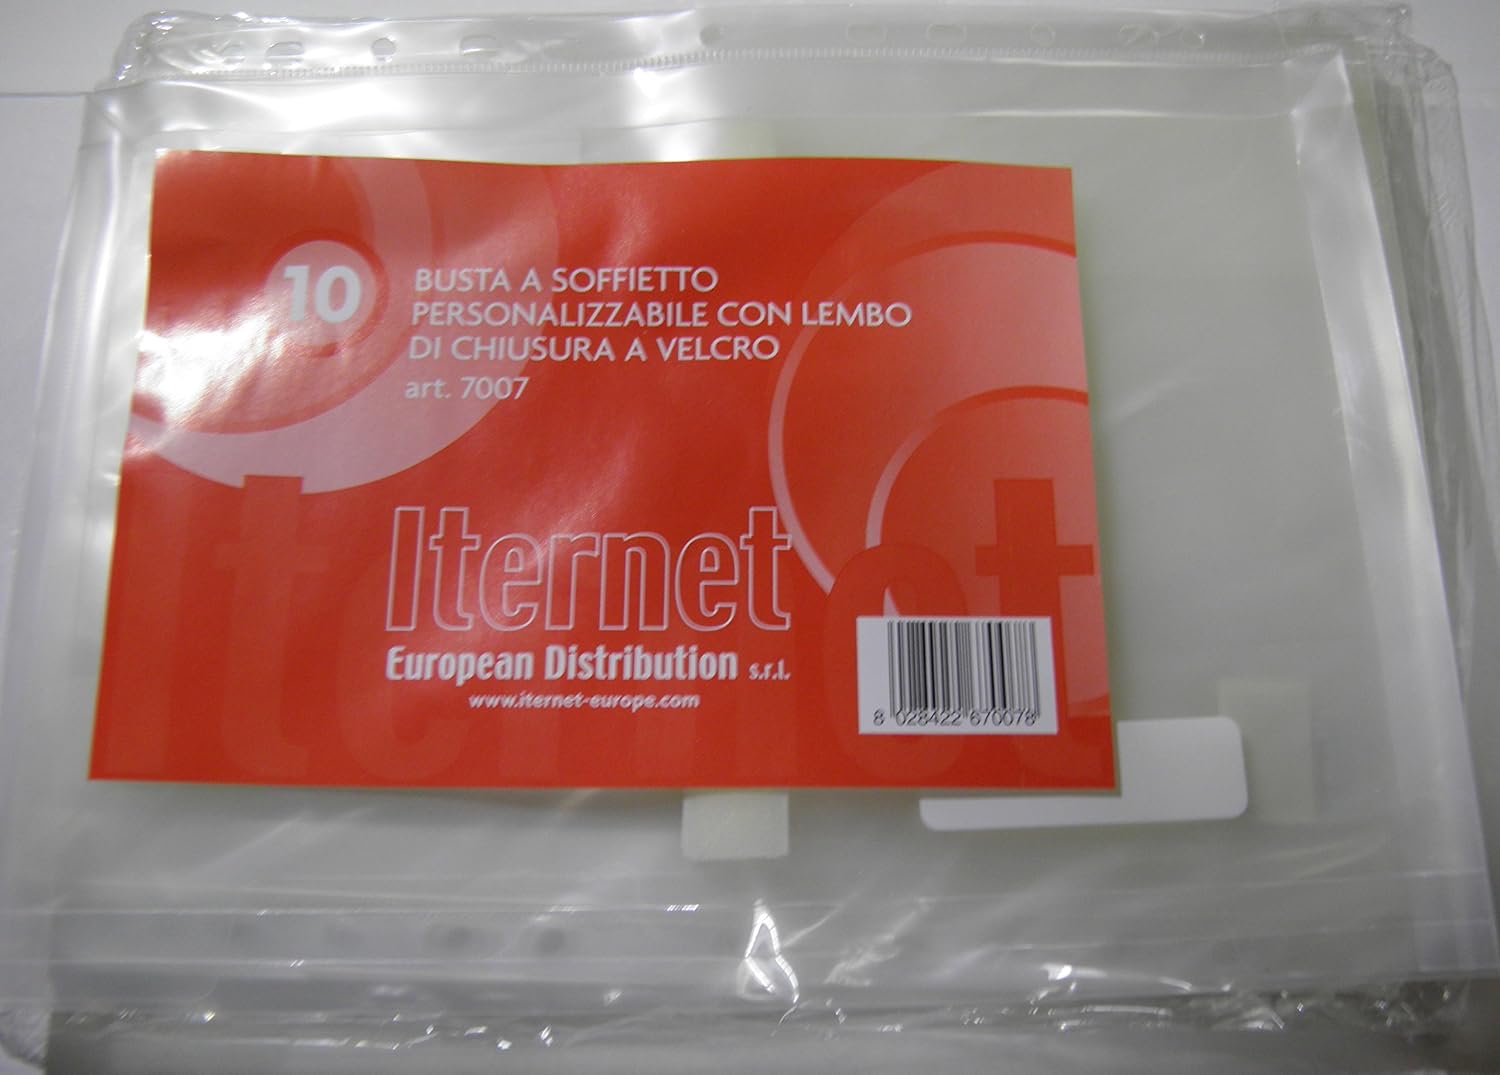 10
BUSTA A SOFFIETTO
PERSONALIZZABILE CON LEMBO
DI CHIUSURA A VELCRO
art. 7007
Iternet
Iternet
European Distribution s.r.l.
www.iternet-europe.com
8 028422 670078